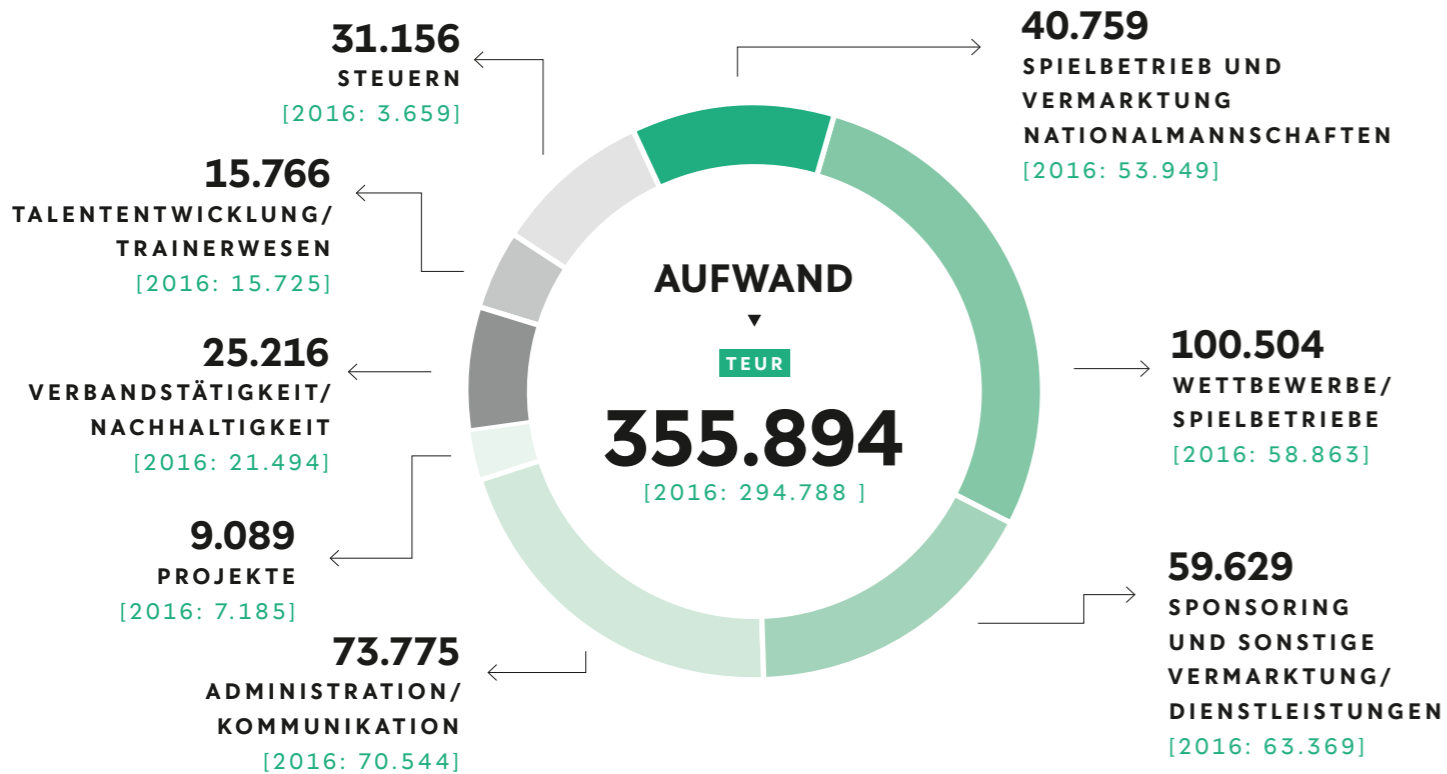 31.156
STEUERN
[2016: 3.659]
15.766
TALENTENTWICKLUNG/
TRAINERWESEN
[2016: 15.725]
25.216
VERBANDSTÄTIGKEIT/
NACHHALTIGKEIT
[2016: 21.494]
9.089
PROJEKTE
[2016: 7.185]
73.775
ADMINISTRATION/
KOMMUNIKATION
[2016: 70.544]
AUFWAND
TEUR
355.894
[2016: 294.788 ]
40.759
SPIELBETRIEB UND
VERMARKTUNG
NATIONALMANNSCHAFTEN
[2016: 53.949]
100.504
WETTBEWERBE/
SPIELBETRIEBE
[2016: 58.863]
59.629
SPONSORING
UND SONSTIGE
VERMARKTUNG/
DIENSTLEISTUNGEN
[2016: 63.369]